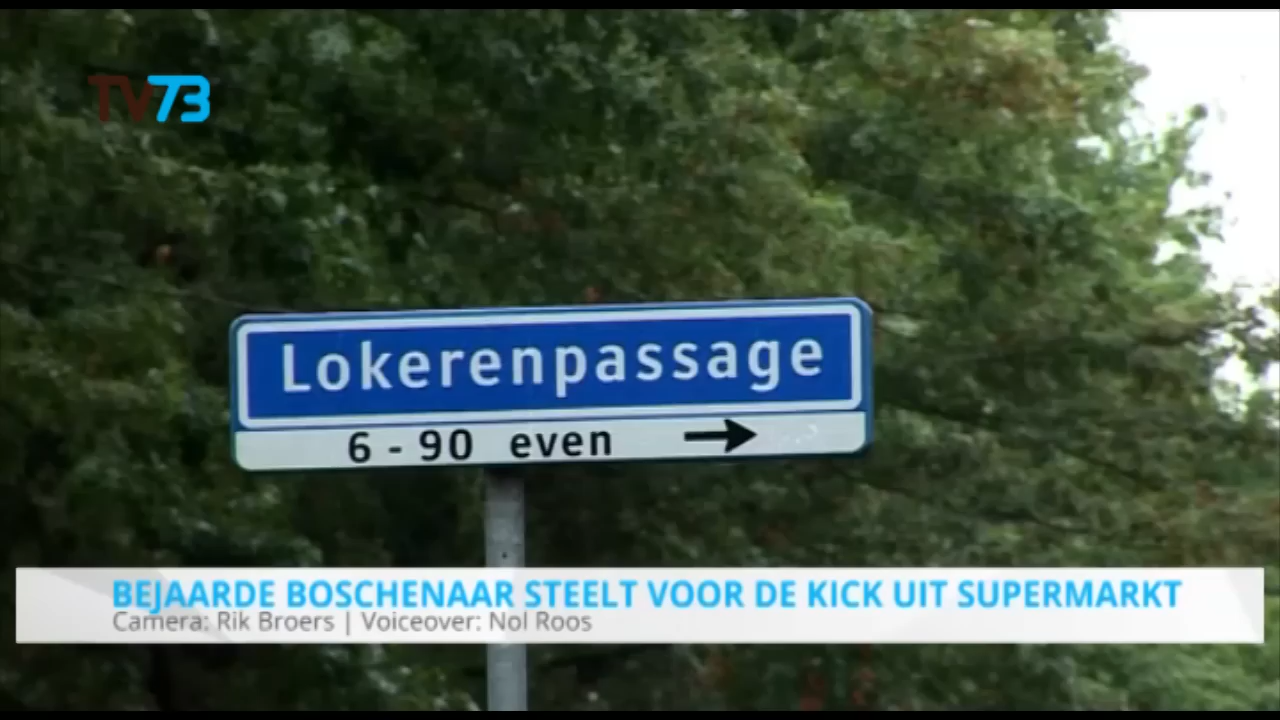 TV73
Lokerenpassage
6 - 90 even
BEJAARDE BOSCHENAAR STEELT VOOR DE KICK UIT SUPERMARKT
Camera: Rik Broers | Voiceover: Nol Roos